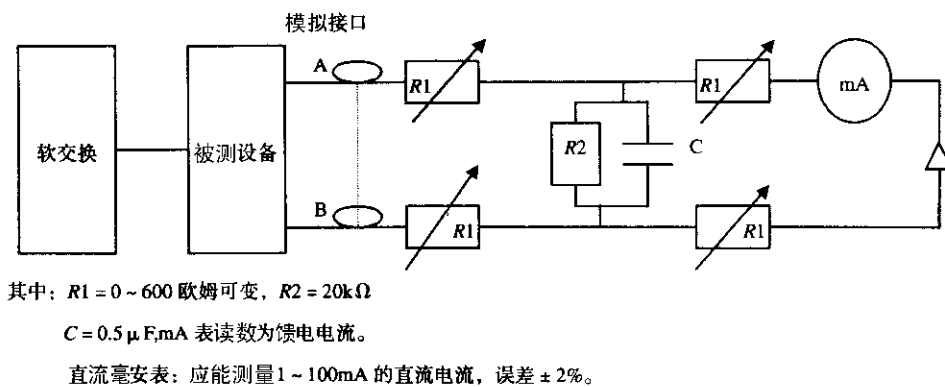 模拟接口
A
R1
R1
mA
软交换
被测设备
R2
C
B
R1
R1
其中：R1 = 0 ~ 600 欧姆可变，R2 = 20kΩ
C = 0.5 μ F,mA 表读数为馈电电流。
直流毫安表：应能测量1 ~ 100mA 的直流电流，误差 ± 2%。